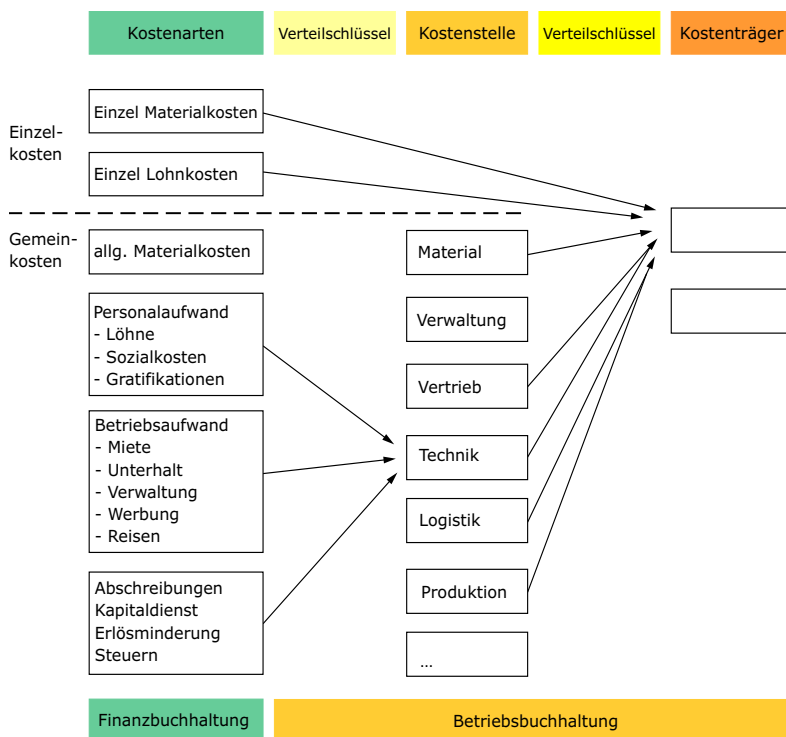 Kostenarten
Verteilschlüssel
Kostenstelle
Verteilschlüssel
Kostenträger
Einzel-
kosten
Einzel Materialkosten
Einzel Lohnkosten
Gemein-
kosten
allg. Materialkosten
Personalaufwand
- Löhne
- Sozialkosten
- Gratifikationen
Betriebsaufwand
- Miete
- Unterhalt
- Verwaltung
- Werbung
- Reisen
Abschreibungen
Kapitaldienst
Erlösminderung
Steuern
Material
Verwaltung
Vertrieb
Technik
Logistik
Produktion
...
Finanzbuchhaltung
Betriebsbuchhaltung